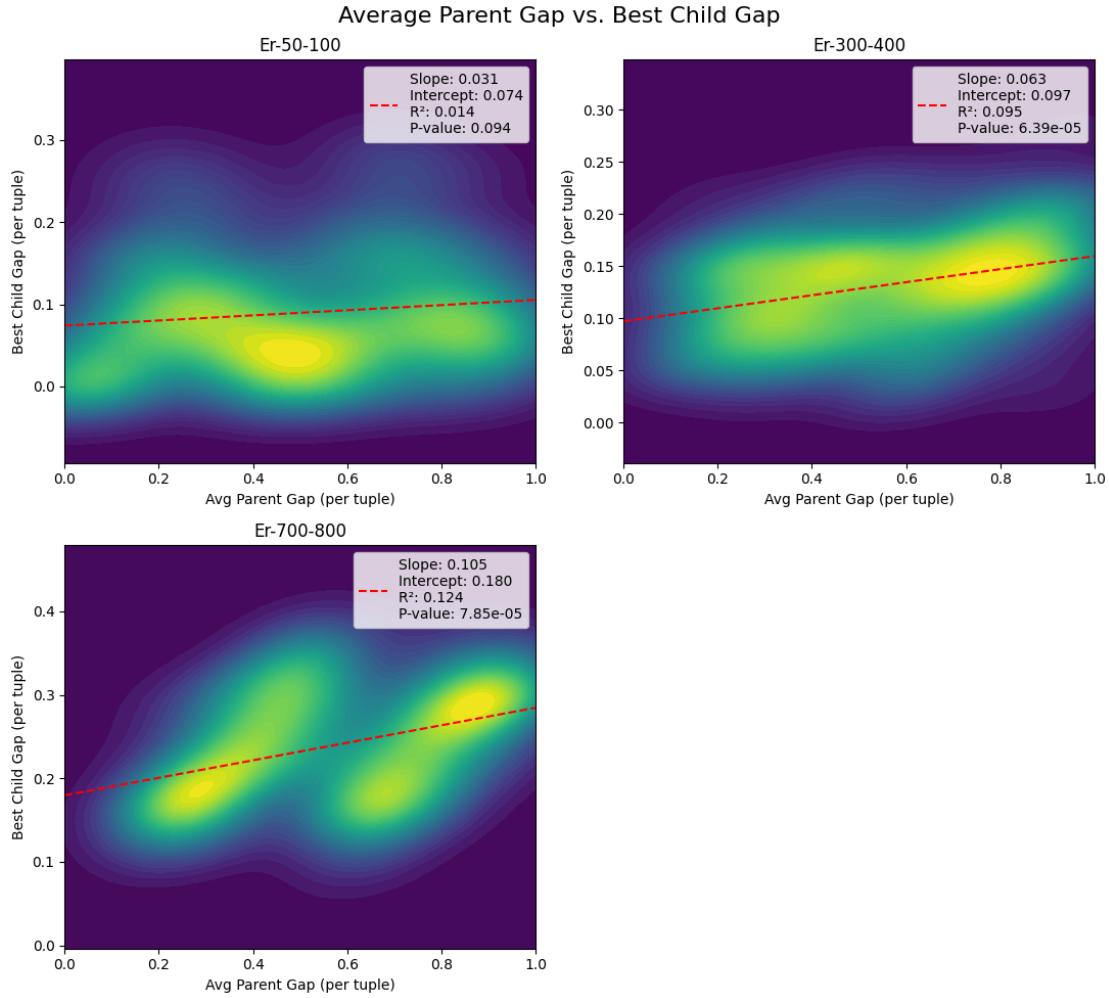 Average Parent Gap vs. Best Child Gap
Er-50-100
Slope: 0.031
Intercept: 0.074
R²: 0.014
P-value: 0.094
0.3
0.2
0.1
0.0
Best Child Gap (per tuple)
0.0 0.2 0.4 0.6 0.8 1.0
Avg Parent Gap (per tuple)
Er-300-400
Slope: 0.063
Intercept: 0.097
R²: 0.095
P-value: 6.39e-05
0.30
0.25
0.20
0.15
0.10
0.05
0.00
Best Child Gap (per tuple)
0.0 0.2 0.4 0.6 0.8 1.0
Avg Parent Gap (per tuple)
Er-700-800
Slope: 0.105
Intercept: 0.180
R²: 0.124
P-value: 7.85e-05
0.4
0.3
0.2
0.1
0.0
Best Child Gap (per tuple)
0.0 0.2 0.4 0.6 0.8 1.0
Avg Parent Gap (per tuple)